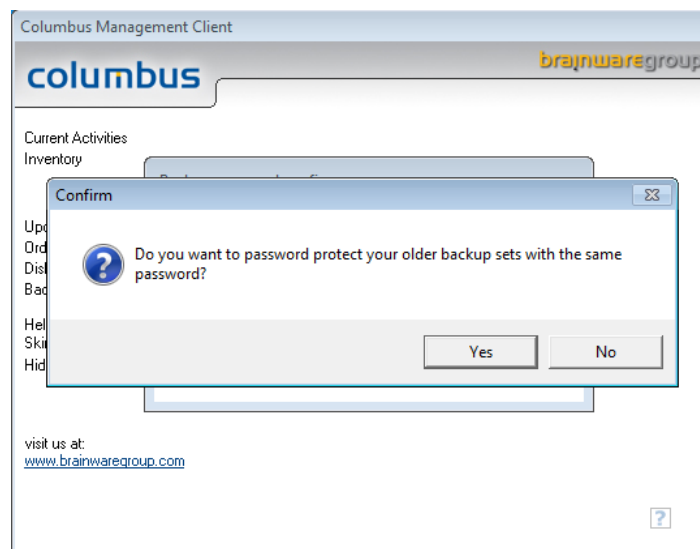 Columbus Management Client
columbus
brainwaregroup
Current Activities
Inventory
Confirm
Do you want to password protect your older backup sets with the same
password?
Yes
No
visit us at:
www.brainwaregroup.com
?